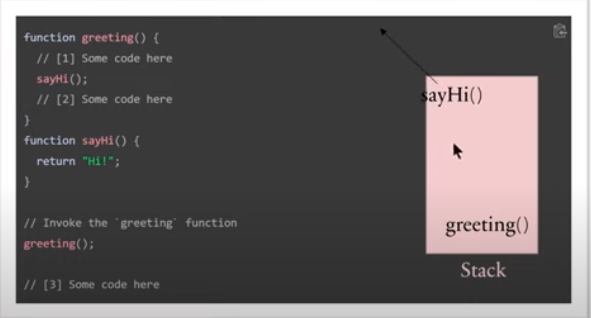 function greeting() {
// [1] Some code here
sayHi();
// [2] Some code here
}
function sayHi() {
return "Hi!";
}
// Invoke the `greeting` function
greeting();
// [3] Some code here
sayHi()
greeting()
Stack